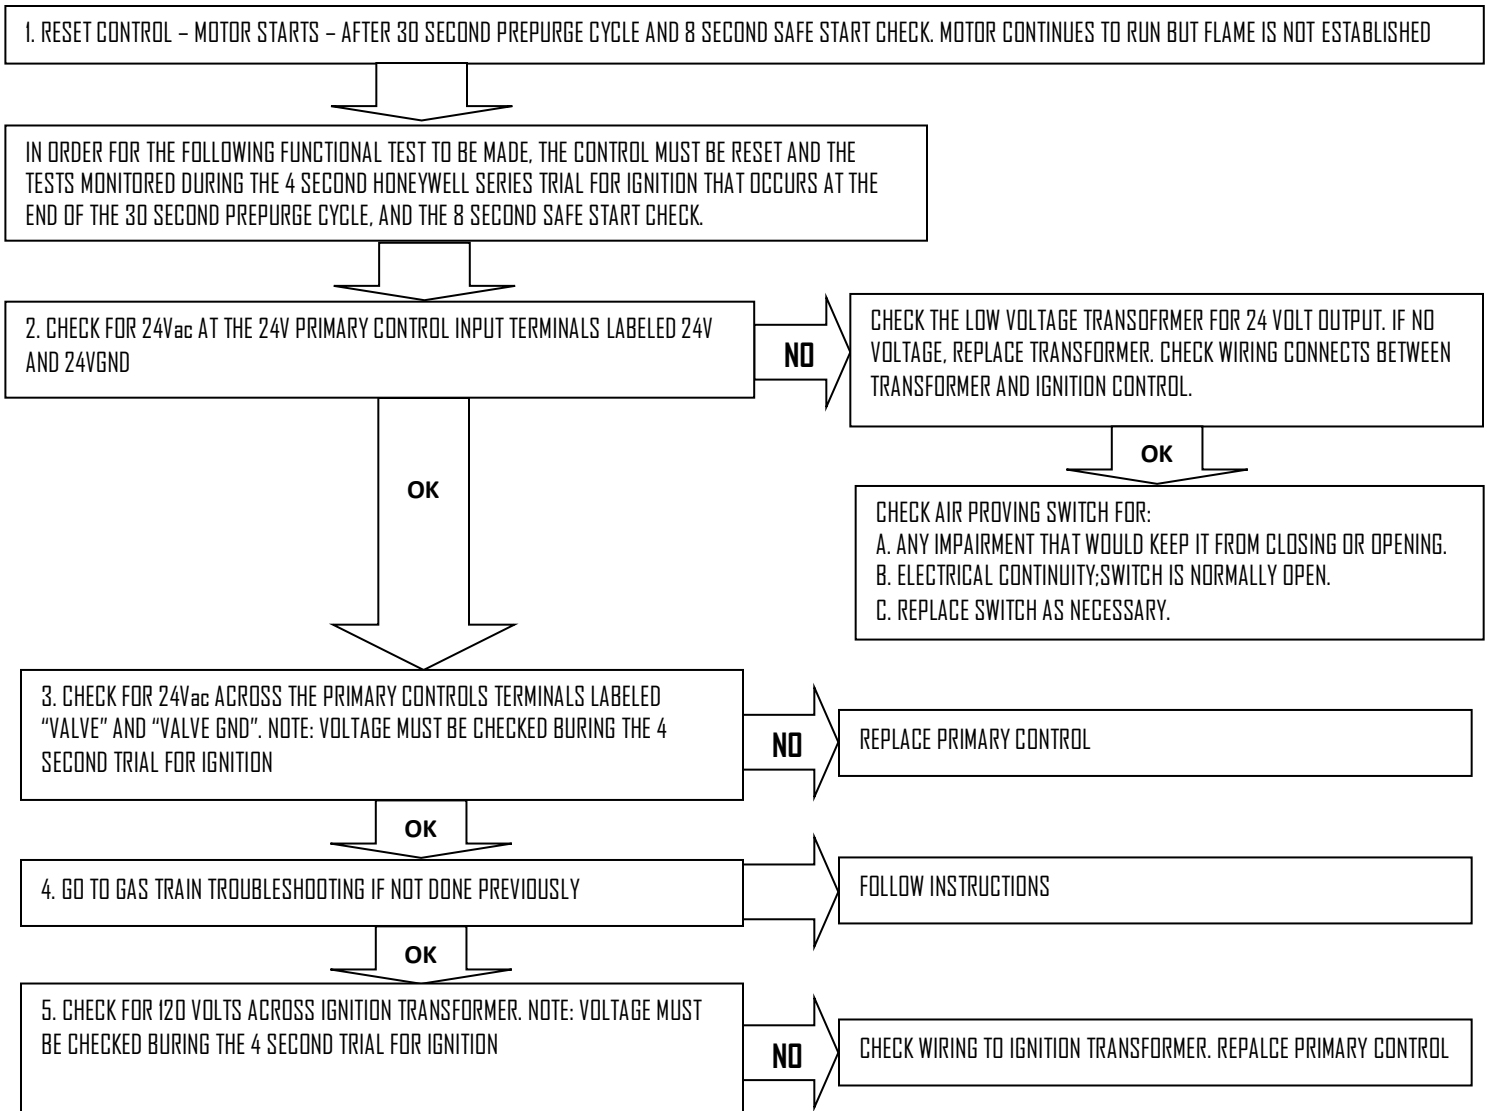 1. RESET CONTROL – MOTOR STARTS – AFTER 30 SECOND PREPURGE CYCLE AND 8 SECOND SAFE START CHECK. MOTOR CONTINUES TO RUN BUT FLAME IS NOT ESTABLISHED
IN ORDER FOR THE FOLLOWING FUNCTIONAL TEST TO BE MADE, THE CONTROL MUST BE RESET AND THE
TESTS MONITORED DURING THE 4 SECOND HONEYWELL SERIES TRIAL FOR IGNITION THAT OCCURS AT THE
END OF THE 30 SECOND PREPURGE CYCLE, AND THE 8 SECOND SAFE START CHECK.
2. CHECK FOR 24Vac AT THE 24V PRIMARY CONTROL INPUT TERMINALS LABELED 24V
AND 24VGND
NO
CHECK THE LOW VOLTAGE TRANSOFRMER FOR 24 VOLT OUTPUT. IF NO
VOLTAGE, REPLACE TRANSFORMER. CHECK WIRING CONNECTS BETWEEN
TRANSFORMER AND IGNITION CONTROL.
OK
CHECK AIR PROVING SWITCH FOR:
A. ANY IMPAIRMENT THAT WOULD KEEP IT FROM CLOSING OR OPENING.
B. ELECTRICAL CONTINUITY;SWITCH IS NORMALLY OPEN.
C. REPLACE SWITCH AS NECESSARY.
OK
3. CHECK FOR 24Vac ACROSS THE PRIMARY CONTROLS TERMINALS LABELED
“VALVE” AND “VALVE GND”. NOTE: VOLTAGE MUST BE CHECKED BURING THE 4
SECOND TRIAL FOR IGNITION
NO
REPLACE PRIMARY CONTROL
OK
4. GO TO GAS TRAIN TROUBLESHOOTING IF NOT DONE PREVIOUSLY
FOLLOW INSTRUCTIONS
OK
5. CHECK FOR 120 VOLTS ACROSS IGNITION TRANSFORMER. NOTE: VOLTAGE MUST
BE CHECKED BURING THE 4 SECOND TRIAL FOR IGNITION
NO
CHECK WIRING TO IGNITION TRANSFORMER. REPALCE PRIMARY CONTROL